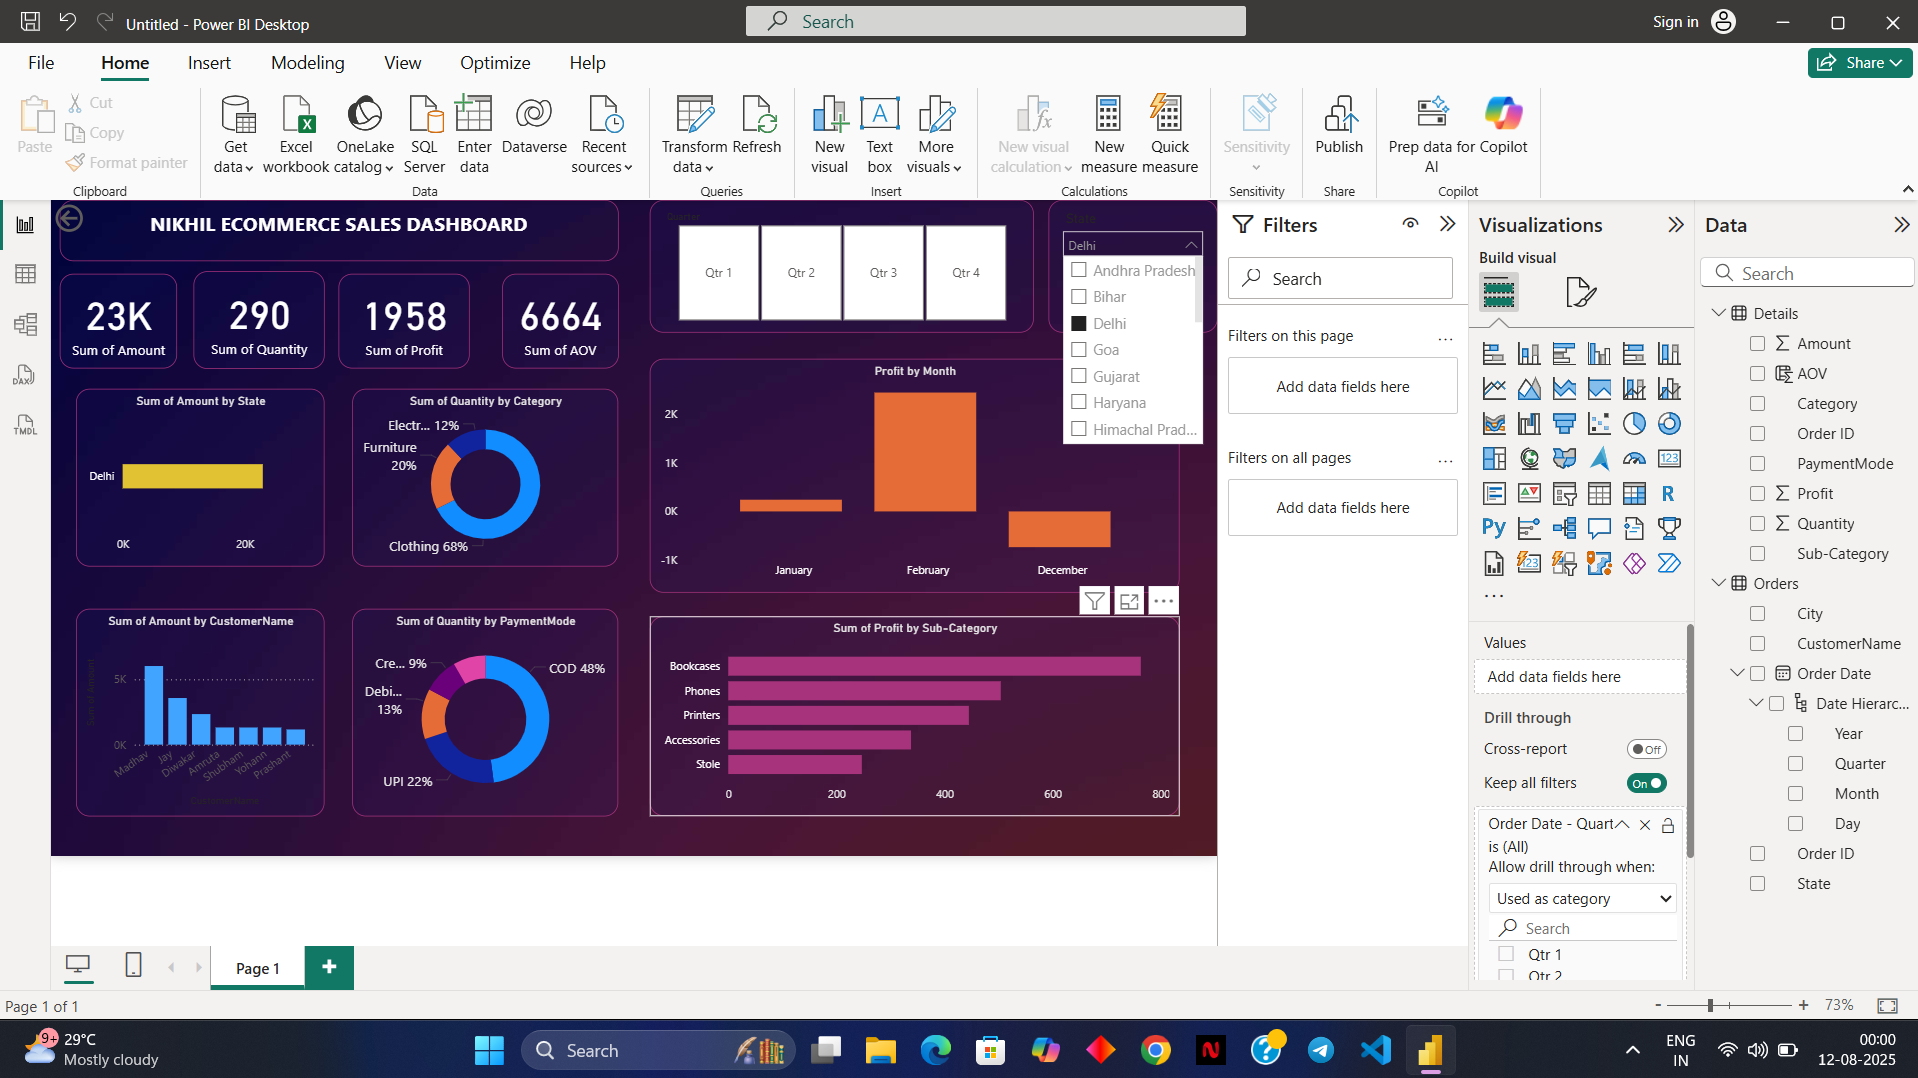 Untitled - Power BI Desktop
Search
Sign in
File
Home
Insert
Modeling
View
Optimize
Help
Share
Paste
Cut
Copy
Format painter
Clipboard
Get
data
Excel
workbook
OneLake
catalog
SQL
Server
Enter
data
Dataverse
Recent
sources
Data
Transform
data
Refresh
Queries
New
visual
Text
box
More
visuals
Insert
New visual
calculation
New
measure
Quick
measure
Calculations
Sensitivity
Sensitivity
Publish
Share
Prep data for
AI
Copilot
Copilot
NIKHIL ECOMMERCE SALES DASHBOARD
23K
Sum of Amount
290
Sum of Quantity
1958
Sum of Profit
6664
Sum of AOV
Quarter
Qtr 1
Qtr 2
Qtr 3
Qtr 4
State
Delhi
Andhra Pradesh
Bihar
Delhi
Goa
Gujarat
Haryana
Himachal Prad...
Sum of Amount by State
Delhi
0K
20K
Sum of Quantity by Category
Electr... 12%
Furniture
20%
Clothing 68%
Profit by Month
2K
1K
0K
-1K
January
February
December
Sum of Amount by CustomerName
Sum of Amount
5K
0K
Madhav
Jay
Diwakar
Amruta
Shubham
Yohann
Prashant
CustomerName
Sum of Quantity by PaymentMode
Cre... 9%
COD 48%
Debi...
13%
UPI 22%
Sum of Profit by Sub-Category
Bookcases
Phones
Printers
Accessories
Stole
0
200
400
600
800
Filters
Search
Filters on this page
...
Add data fields here
Filters on all pages
...
Add data fields here
Visualizations
Build visual
123
R
Py
123
...
Values
Add data fields here
Drill through
Cross-report
Off
Keep all filters
On
Order Date - Quart
is (All)
Allow drill through when:
Used as category
Search
Qtr 1
Qtr 2
Data
Search
Details
Amount
AOV
Category
Order ID
PaymentMode
Profit
Quantity
Sub-Category
Orders
City
CustomerName
Order Date
Date Hierarc...
Year
Quarter
Month
Day
Order ID
State
DAX
TMDL
Page 1
Page 1 of 1
- + 73%
9+
29°C
Mostly cloudy
Search
ENG
IN
00:00
12-08-2025